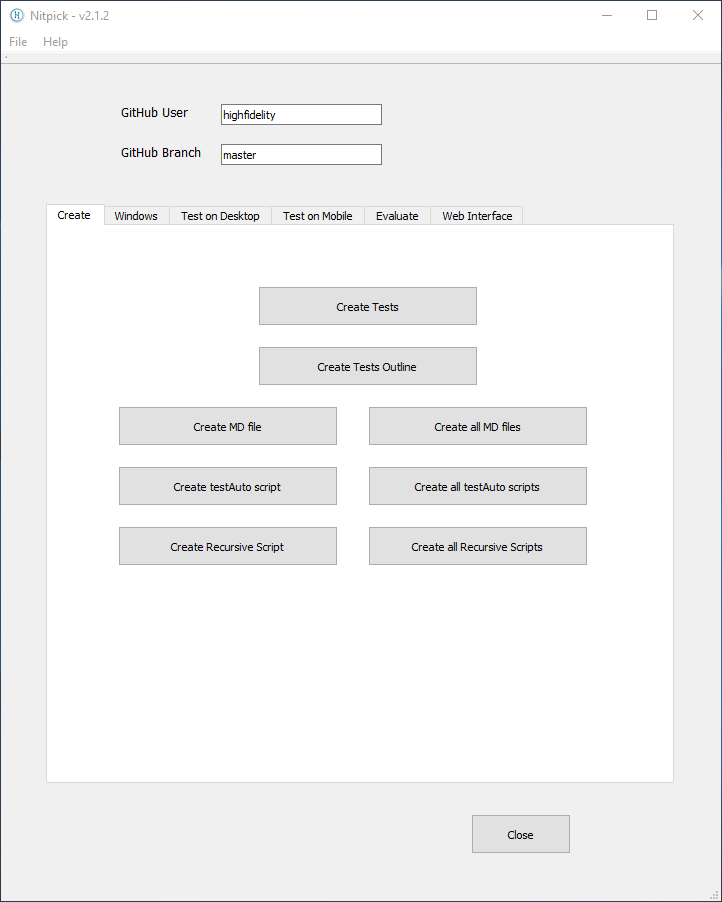 Nitpick - v2.1.2
File Help
GitHub User highfidelity
GitHub Branch master
Create Windows Test on Desktop Test on Mobile Evaluate Web Interface
Create Tests
Create Tests Outline
Create MD file Create all MD files
Create testAuto script Create all testAuto scripts
Create Recursive Script Create all Recursive Scripts
Close